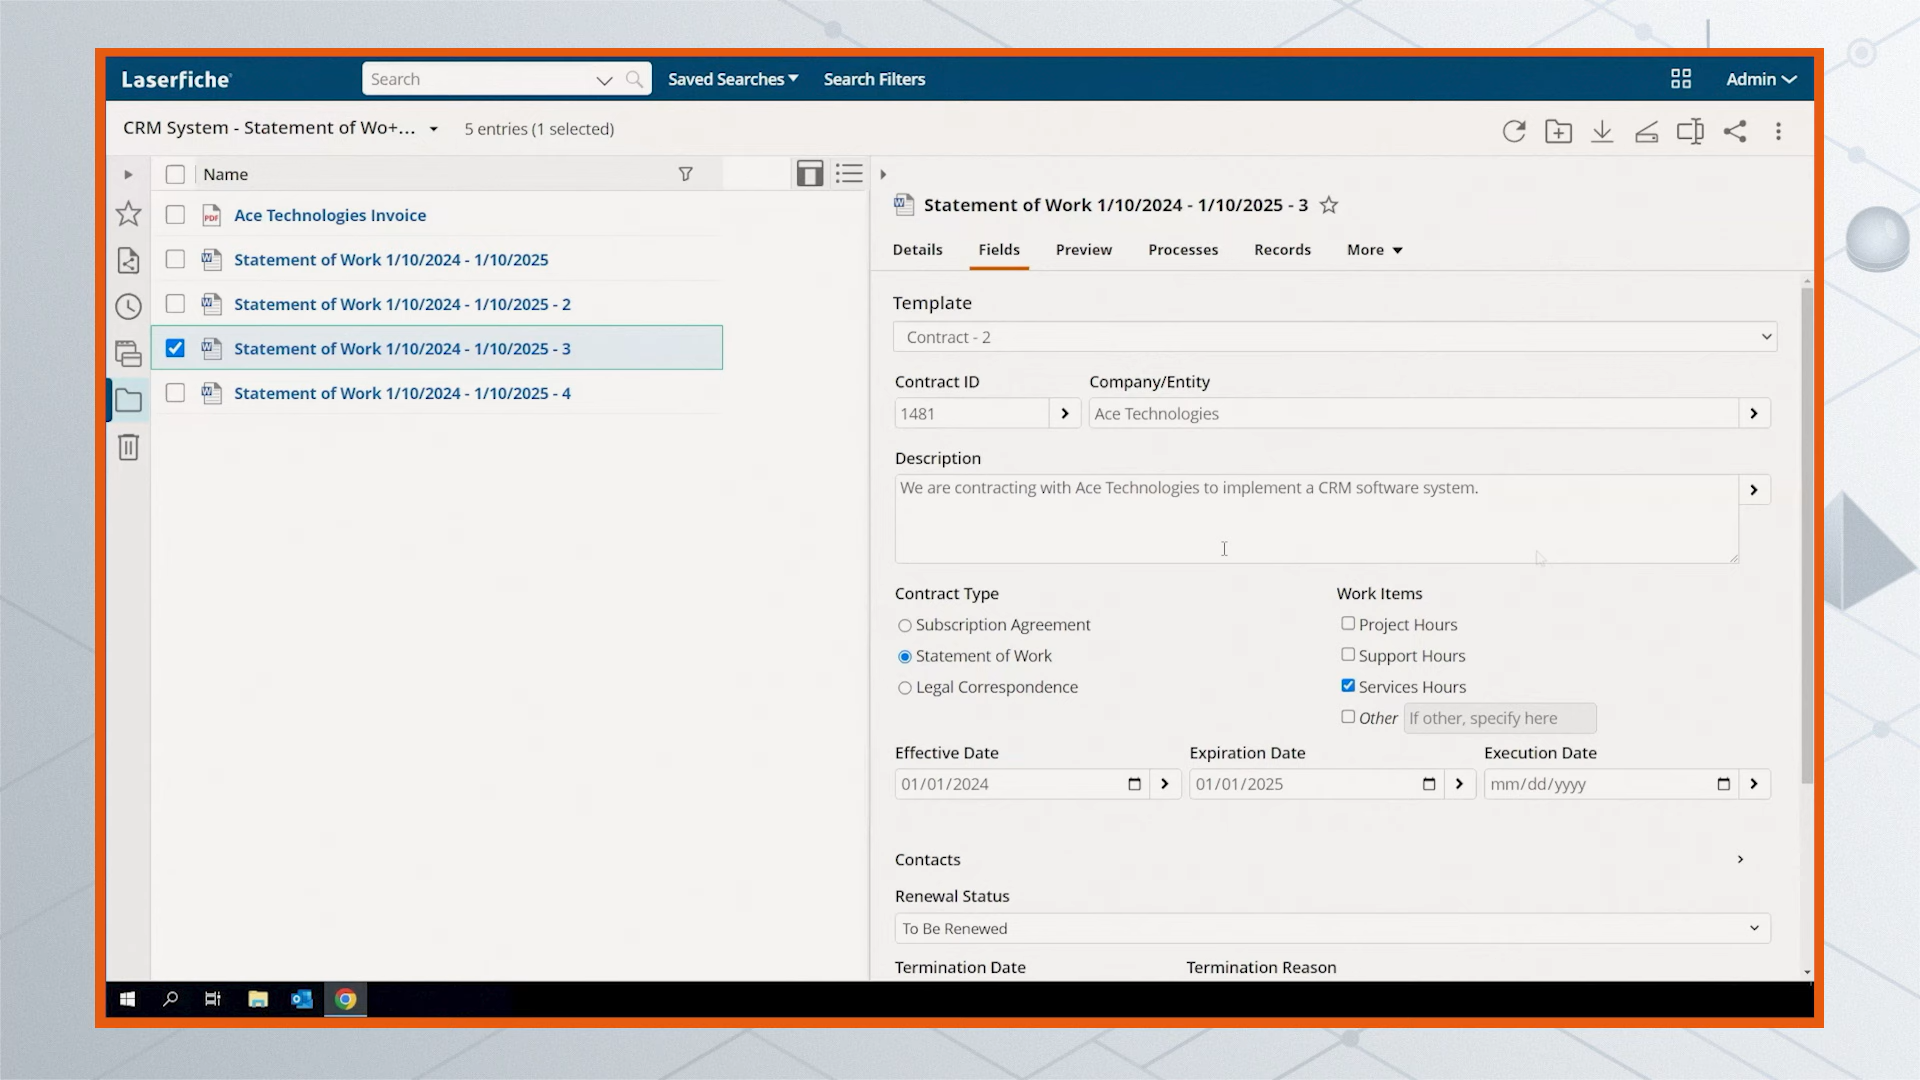 Laserfiche
Search
Saved Searches
Search Filters
Admin
CRM System - Statement of Wo+...
5 entries (1 selected)
Name
Ace Technologies Invoice
Statement of Work 1/10/2024 - 1/10/2025
Statement of Work 1/10/2024 - 1/10/2025 - 2
Statement of Work 1/10/2024 - 1/10/2025 - 3
Statement of Work 1/10/2024 - 1/10/2025 - 4
Statement of Work 1/10/2024 - 1/10/2025 - 3
Details Fields Preview Processes Records More
Template
Contract - 2
Contract ID Company/Entity
1481 Ace Technologies
Description
We are contracting with Ace Technologies to implement a CRM software system.
Contract Type Work Items
Subscription Agreement Project Hours
Statement of Work Support Hours
Legal Correspondence Services Hours
Other If other, specify here
Effective Date Expiration Date Execution Date
01/01/2024 01/01/2025 mm/dd/yyyy
Contacts
Renewal Status
To Be Renewed
Termination Date Termination Reason